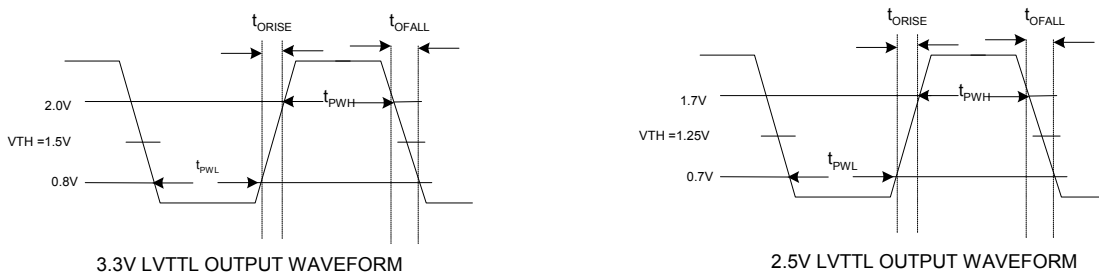 tORISE
tOFALL
2.0V
tPWH
VTH =1.5V
tPWL
0.8V
3.3V LVTTL OUTPUT WAVEFORM
tORISE
tOFALL
1.7V
tPWH
VTH =1.25V
tPWL
0.7V
2.5V LVTTL OUTPUT WAVEFORM